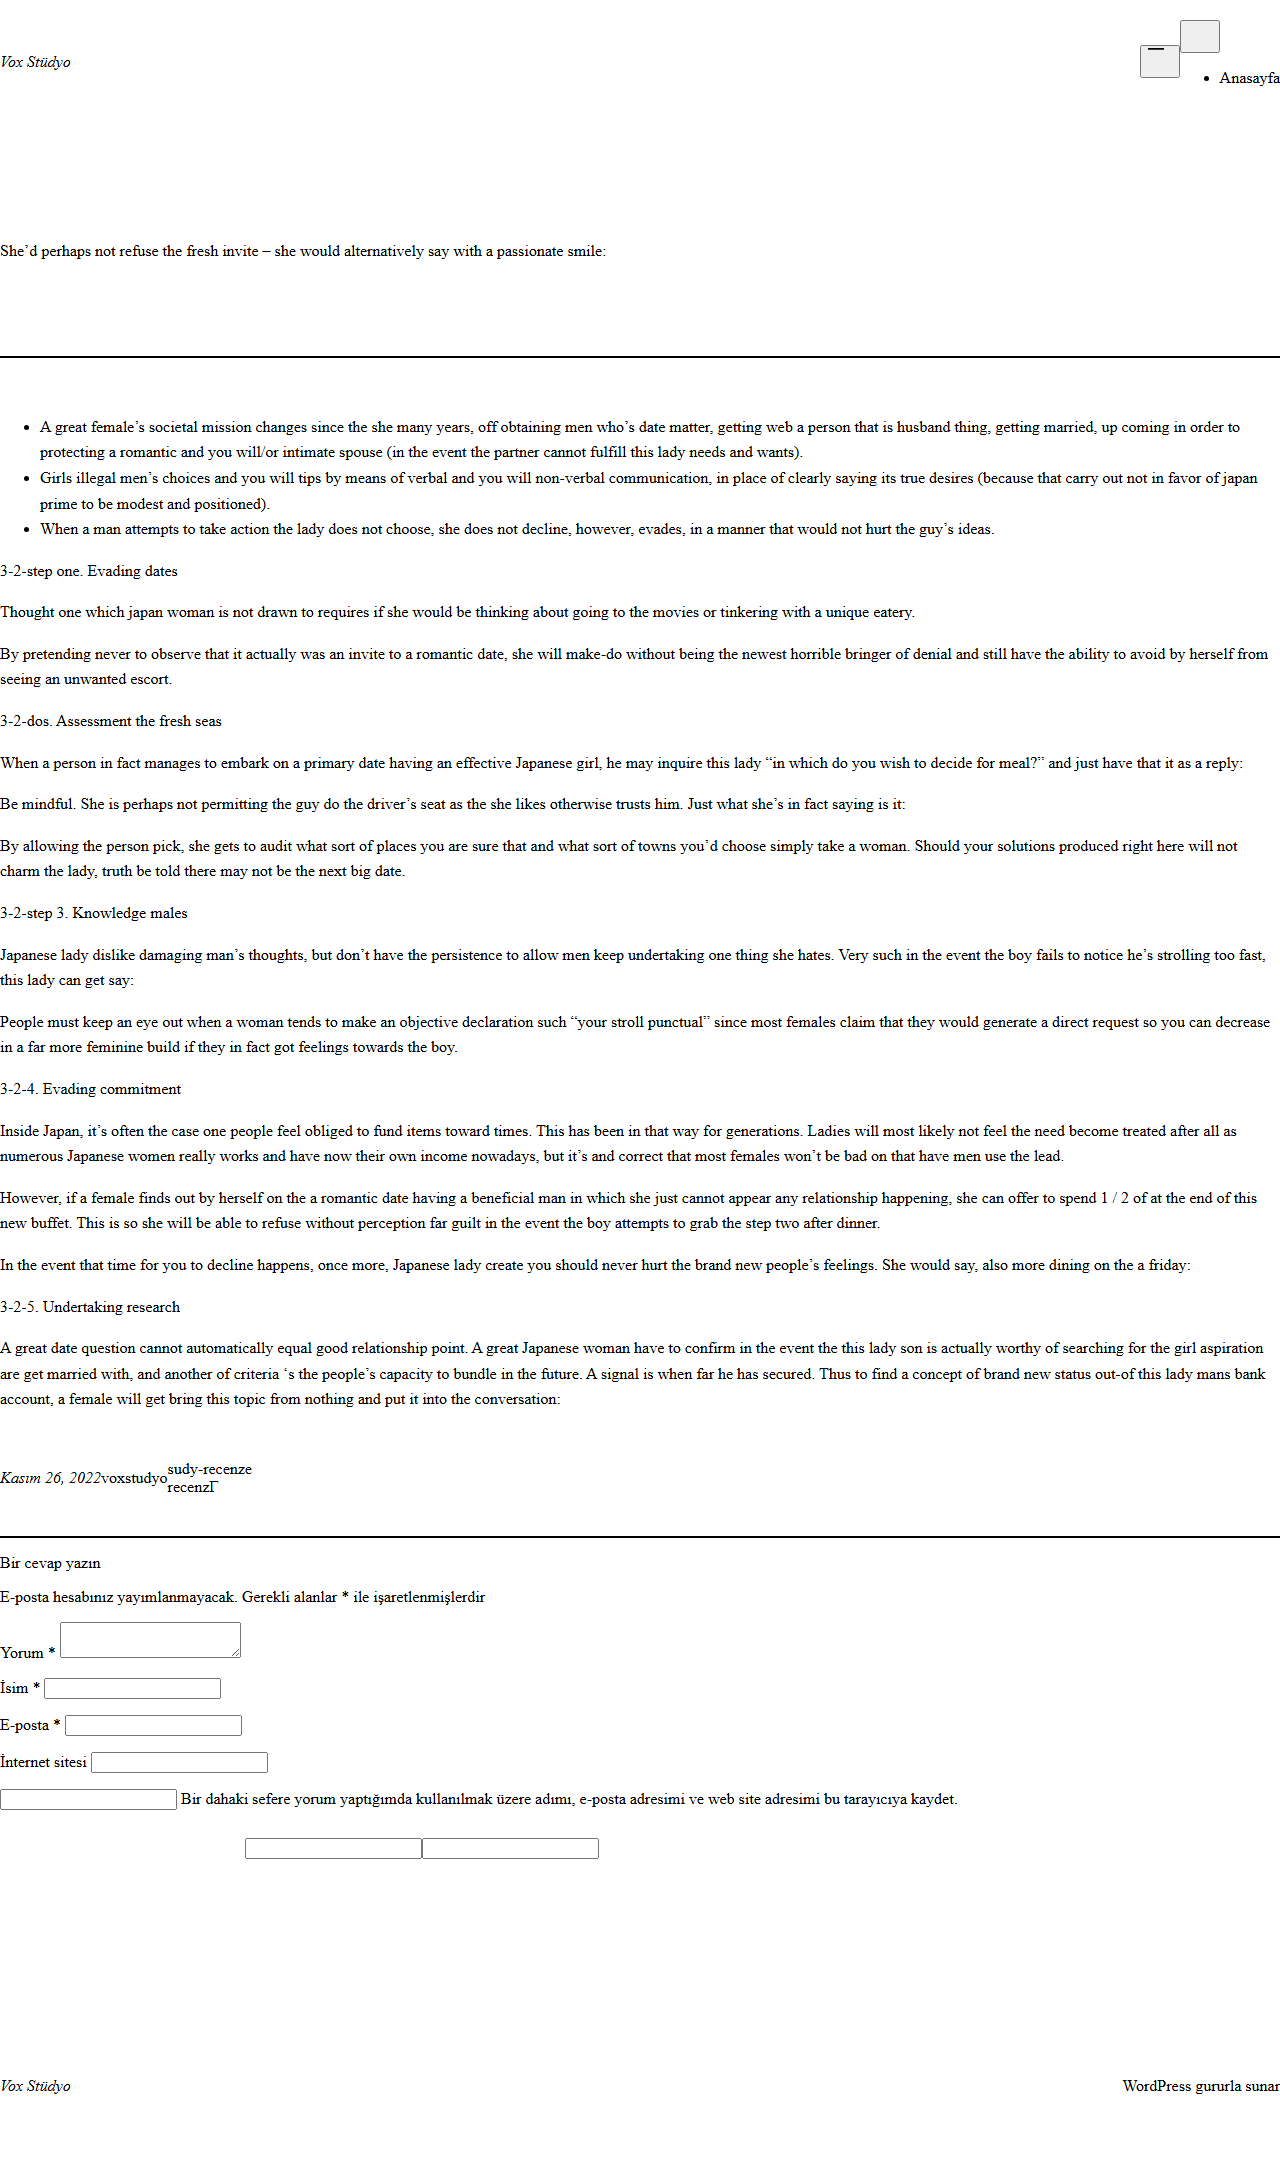 Vox Stüdyo
Anasayfa
She’d perhaps not refuse the fresh invite – she would alternatively say with a passionate smile:
A great female’s societal mission changes since the she many years, off obtaining men who’s date matter, getting web a person that is husband thing, getting married, up coming in order to
protecting a romantic and you will/or intimate spouse (in the event the partner cannot fulfill this lady needs and wants).
Girls illegal men’s choices and you will tips by means of verbal and you will non-verbal communication, in place of clearly saying its true desires (because that carry out not in favor of japan
prime to be modest and positioned).
When a man attempts to take action the lady does not choose, she does not decline, however, evades, in a manner that would not hurt the guy’s ideas.
3-2-step one. Evading dates
Thought one which japan woman is not drawn to requires if she would be thinking about going to the movies or tinkering with a unique eatery.
By pretending never to observe that it actually was an invite to a romantic date, she will make-do without being the newest horrible bringer of denial and still have the ability to avoid by herself from
seeing an unwanted escort.
3-2-dos. Assessment the fresh seas
When a person in fact manages to embark on a primary date having an effective Japanese girl, he may inquire this lady “in which do you wish to decide for meal?” and just have that it as a reply:
Be mindful. She is perhaps not permitting the guy do the driver’s seat as the she likes otherwise trusts him. Just what she’s in fact saying is it:
By allowing the person pick, she gets to audit what sort of places you are sure that and what sort of towns you’d choose simply take a woman. Should your solutions produced right here will not
charm the lady, truth be told there may not be the next big date.
3-2-step 3. Knowledge males
Japanese lady dislike damaging man’s thoughts, but don’t have the persistence to allow men keep undertaking one thing she hates. Very such in the event the boy fails to notice he’s strolling too fast,
this lady can get say:
People must keep an eye out when a woman tends to make an objective declaration such “your stroll punctual” since most females claim that they would generate a direct request so you can decrease
in a far more feminine build if they in fact got feelings towards the boy.
3-2-4. Evading commitment
Inside Japan, it’s often the case one people feel obliged to fund items toward times. This has been in that way for generations. Ladies will most likely not feel the need become treated after all as
numerous Japanese women really works and have now their own income nowadays, but it’s and correct that most females won’t be bad on that have men use the lead.
However, if a female finds out by herself on the a romantic date having a beneficial man in which she just cannot appear any relationship happening, she can offer to spend 1 / 2 of at the end of this
new buffet. This is so she will be able to refuse without perception far guilt in the event the boy attempts to grab the step two after dinner.
In the event that time for you to decline happens, once more, Japanese lady create you should never hurt the brand new people’s feelings. She would say, also more dining on the a friday:
3-2-5. Undertaking research
A great date question cannot automatically equal good relationship point. A great Japanese woman have to confirm in the event the this lady son is actually worthy of searching for the girl aspiration
are get married with, and another of criteria ‘s the people’s capacity to bundle in the future. A signal is when far he has secured. Thus to find a concept of brand new status out-of this lady mans bank
account, a female will get bring this topic from nothing and put it into the conversation:
Kasım 26, 2022voxstudyosudy-recenze
recenzГ
Bir cevap yazın
E-posta hesabınız yayımlanmayacak. Gerekli alanlar * ile işaretlenmişlerdir
Yorum *
İsim *
E-posta *
İnternet sitesi
Bir dahaki sefere yorum yaptığımda kullanılmak üzere adımı, e-posta adresimi ve web site adresimi bu tarayıcıya kaydet.
Vox Stüdyo
WordPress gururla sunar